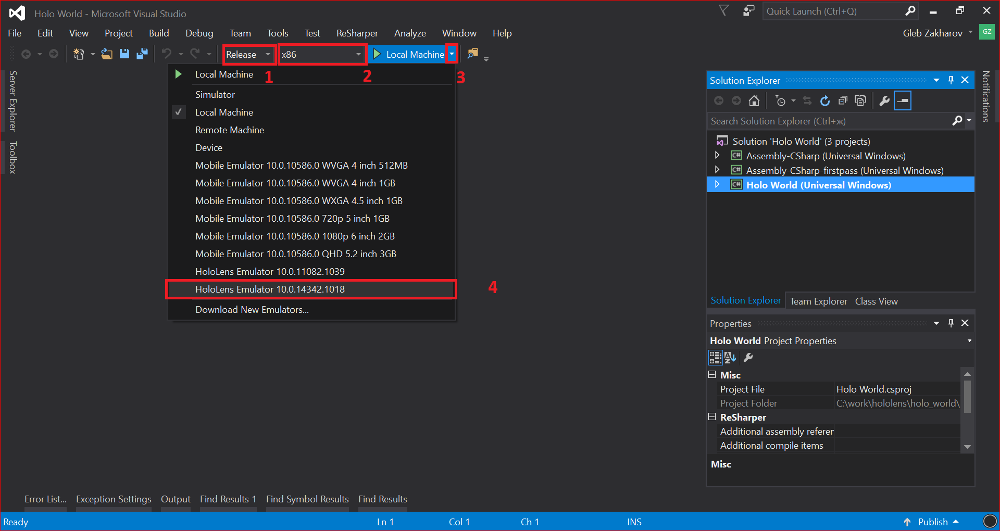 Holo World - Microsoft Visual Studio
Quick Launch (Ctrl+Q)
File Edit View Project Build Debug Team Tools Test ReSharper Analyze Window Help
Gleb Zakharov GZ
Release x86 Local Machine
1 2 3
Server Explorer
Toolbox
Local Machine
Simulator
Local Machine
Remote Machine
Device
Mobile Emulator 10.0.10586.0 WVGA 4 inch 512MB
Mobile Emulator 10.0.10586.0 WVGA 4 inch 1GB
Mobile Emulator 10.0.10586.0 WXGA 4.5 inch 1GB
Mobile Emulator 10.0.10586.0 720p 5 inch 1GB
Mobile Emulator 10.0.10586.0 1080p 6 inch 2GB
Mobile Emulator 10.0.10586.0 QHD 5.2 inch 3GB
HoloLens Emulator 10.0.11082.1039
HoloLens Emulator 10.0.14342.1018
4
Download New Emulators...
Solution Explorer
Search Solution Explorer (Ctrl+ж)
Solution 'Holo World' (3 projects)
C# Assembly-CSharp (Universal Windows)
C# Assembly-CSharp-firstpass (Universal Windows)
C# Holo World (Universal Windows)
Solution Explorer Team Explorer Class View
Notifications
Properties
Holo World Project Properties
Misc
Project File Holo World.csproj
Project Folder C:\work\hololens\holo_world\
ReSharper
Additional assembly referer
Additional compile items
Misc
Error List... Exception Settings Output Find Results 1 Find Symbol Results Find Results
Ready Ln 1 Col 1 Ch 1 INS Publish